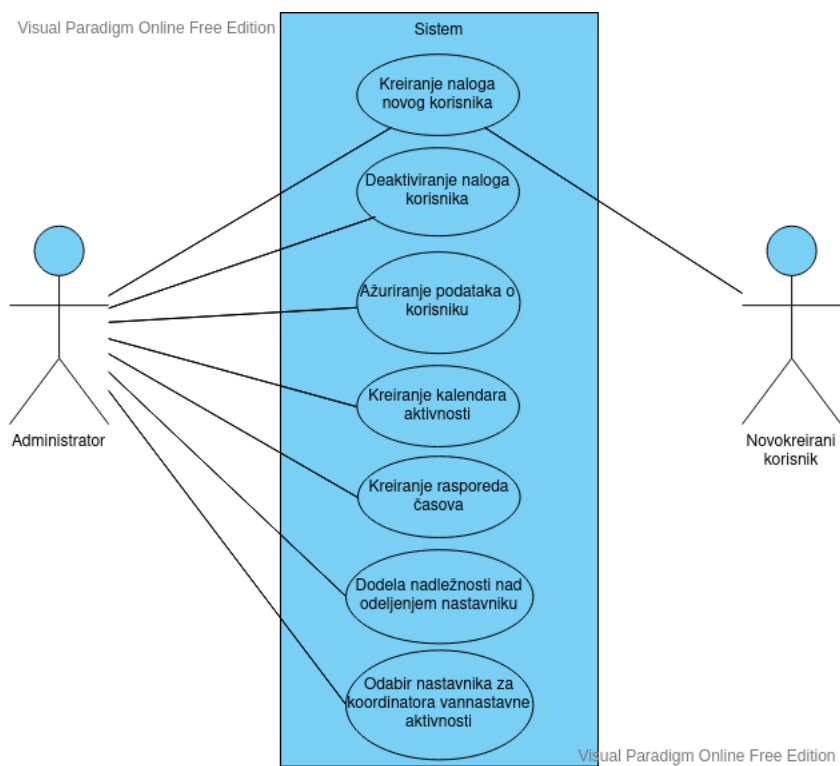 Visual Paradigm Online Free Edition
Sistem
Kreiranje naloga
novog korisnika
Deaktiviranje naloga
korisnika
Ažuriranje podataka o
korisniku
Kreiranje kalendara
aktivnosti
Kreiranje rasporeda
časova
Dodela nadležnosti nad
odeljenjem nastavniku
Odabir nastavnika za
koordinatora vannastavne
aktivnosti
Administrator
Novokreirani
korisnik
Visual Paradigm Online Free Edition